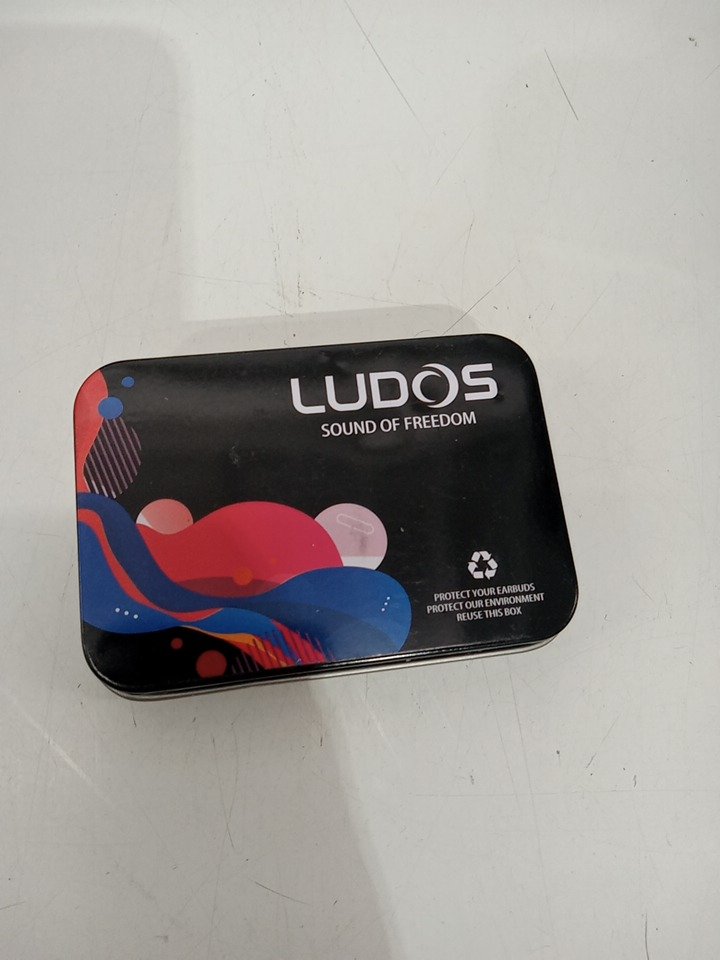 LUDOS
SOUND OF FREEDOM
PROTECT YOUR EARBUDS
PROTECT OUR ENVIRONMENT
REUSE THIS BOX